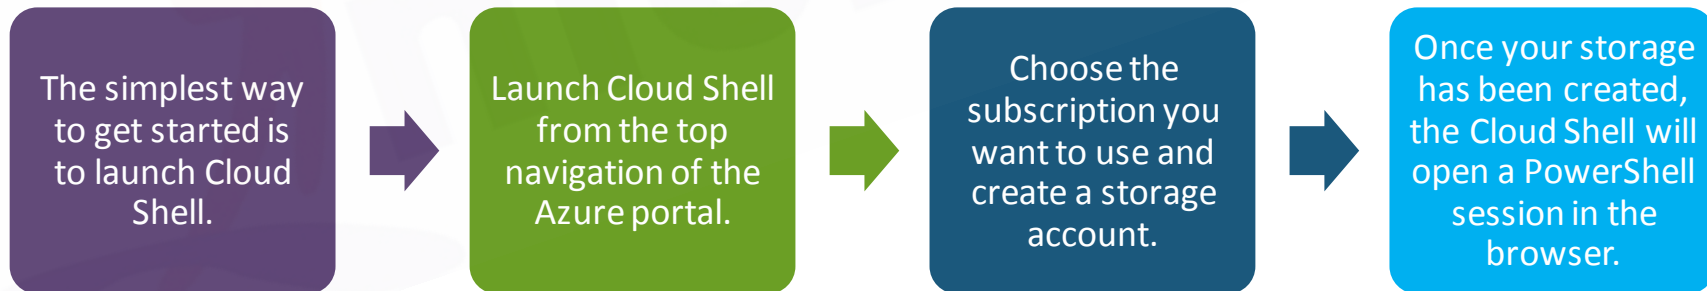 The simplest way
to get started is
to launch Cloud
Shell.
Launch Cloud Shell
from the top
navigation of the
Azure portal.
Choose the
subscription you
want to use and
create a storage
account.
Once your storage
has been created,
the Cloud Shell will
open a PowerShell
session in the
browser.